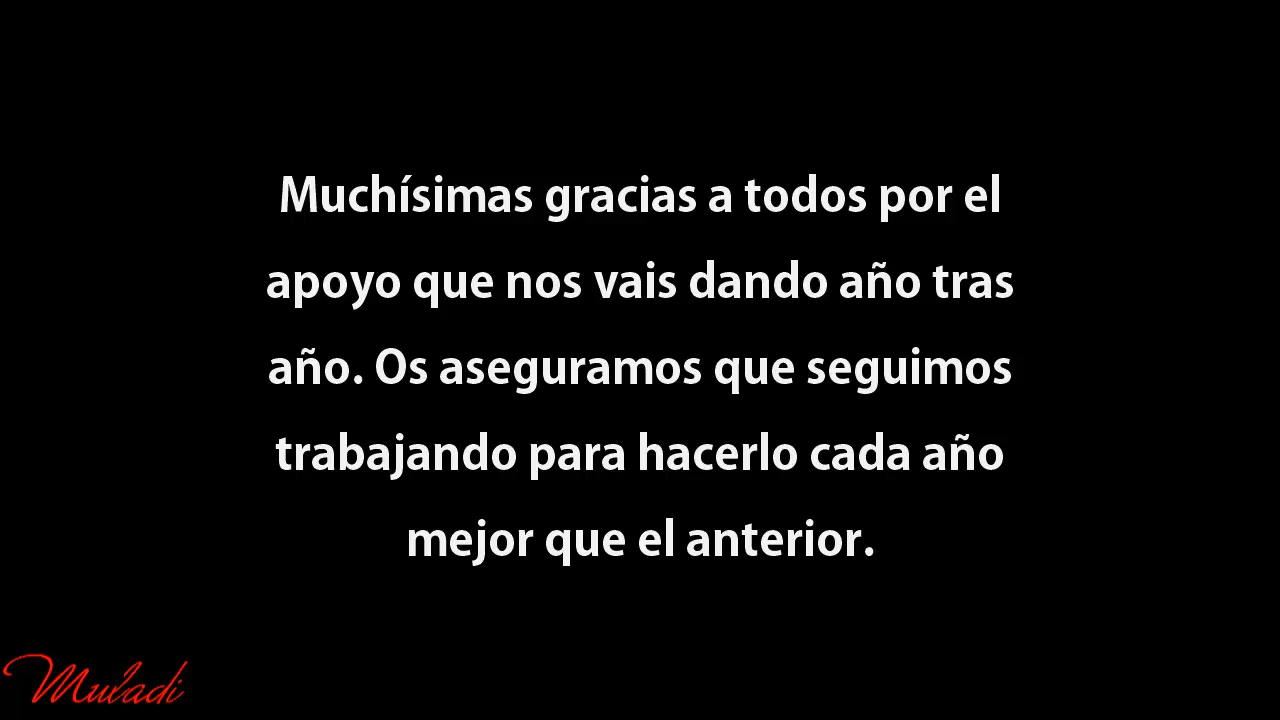 Muchísimas gracias a todos por el
apoyo que nos vais dando año tras
año. Os aseguramos que seguimos
trabajando para hacerlo cada año
mejor que el anterior.
Muladi